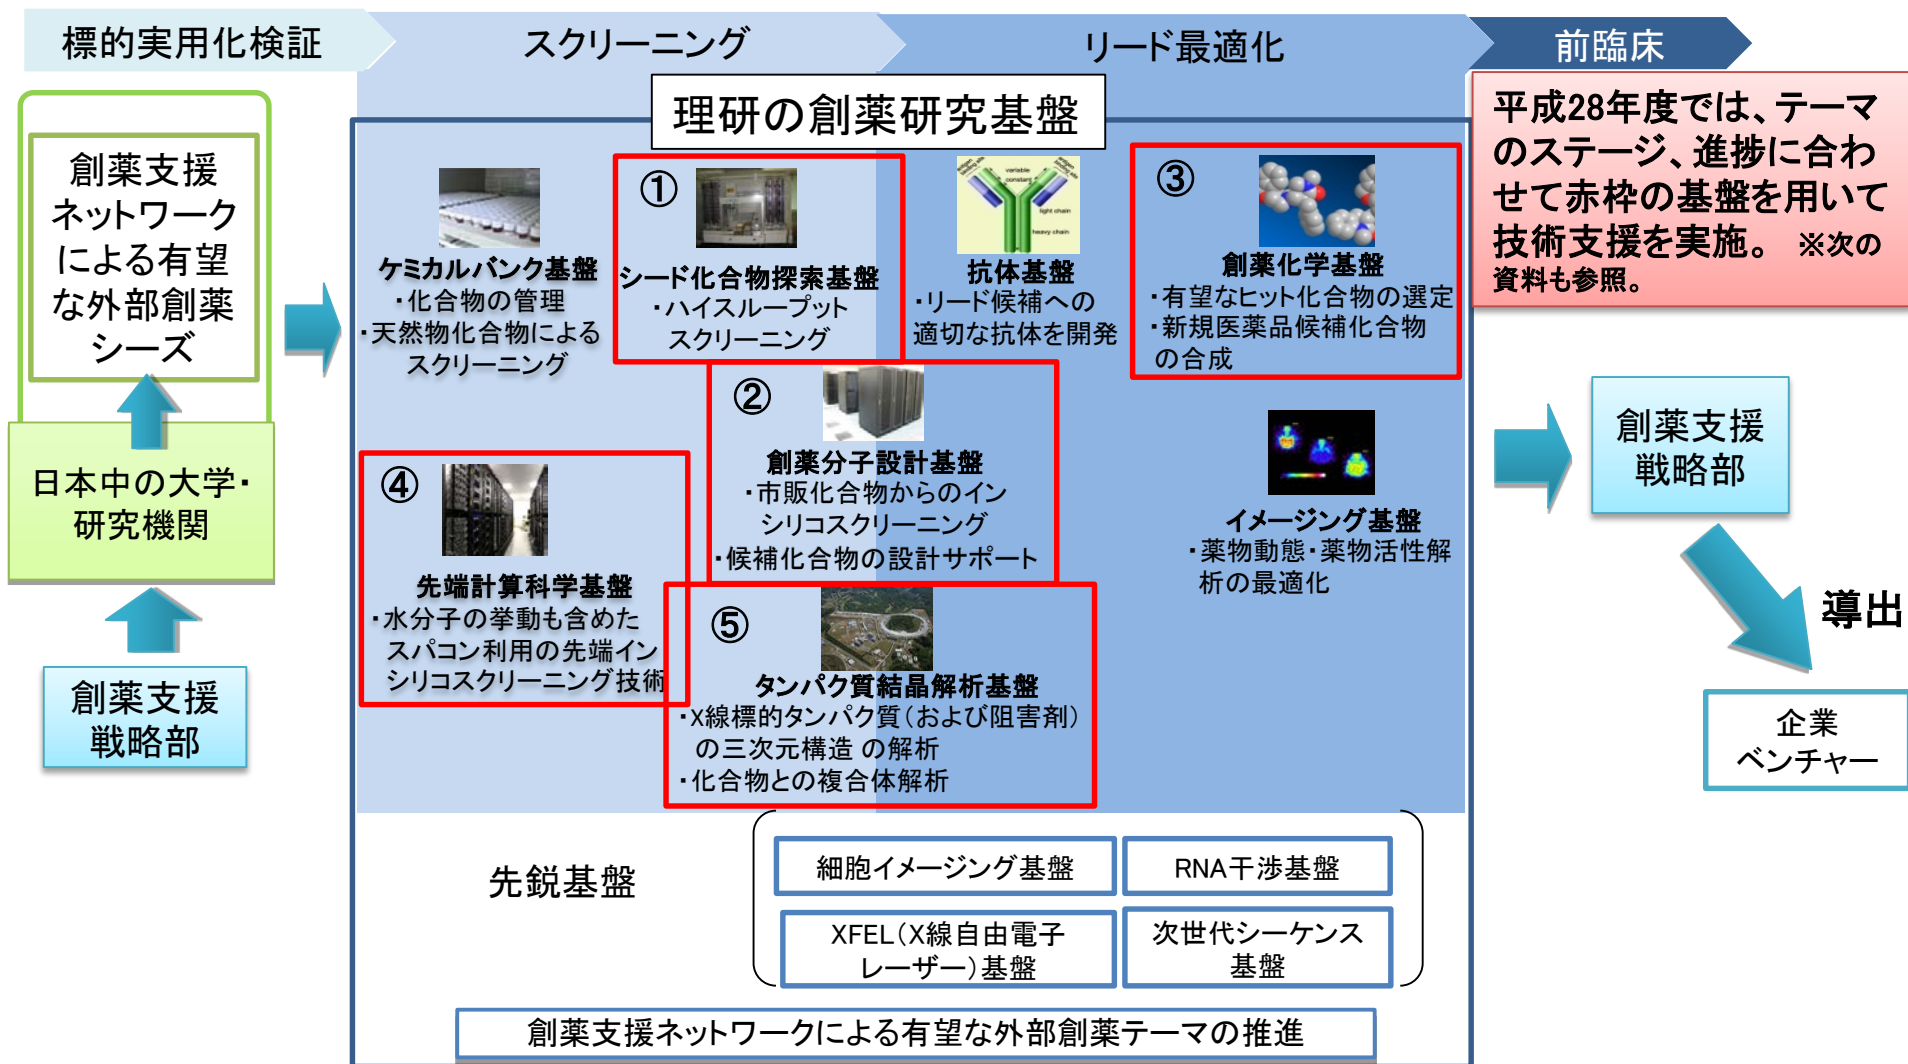 標的実用化検証
スクリーニング
リード最適化
前臨床
理研の創薬研究基盤
平成28年度では、テーマ
のステージ、進捗に合わ
せて赤枠の基盤を用いて
技術支援を実施。 ※次の
資料も参照。
創薬支援
ネットワーク
による有望
な外部創薬
シーズ
日本中の大学・
研究機関
創薬支援
戦略部
ケミカルバンク基盤
・化合物の管理
・天然物化合物による
スクリーニング
①
シード化合物探索基盤
・ハイスループット
スクリーニング
antigen
binding site
antigen
binding site
variable
constant
light chain
heavy chain
抗体基盤
・リード候補への
適切な抗体を開発
③
創薬化学基盤
・有望なヒット化合物の選定
・新規医薬品候補化合物
の合成
②
創薬分子設計基盤
・市販化合物からのイン
シリコスクリーニング
・候補化合物の設計サポート
④
先端計算科学基盤
・水分子の挙動も含めた
スパコン利用の先端イン
シリコスクリーニング技術
イメージング基盤
・薬物動態・薬物活性解
析の最適化
⑤
タンパク質結晶解析基盤
・X線標的タンパク質(および阻害剤)
の三次元構造 の解析
・化合物との複合体解析
創薬支援
戦略部
導出
企業
ベンチャー
先鋭基盤
細胞イメージング基盤
RNA干渉基盤
XFEL(X線自由電子
レーザー)基盤
次世代シーケンス
基盤
創薬支援ネットワークによる有望な外部創薬テーマの推進